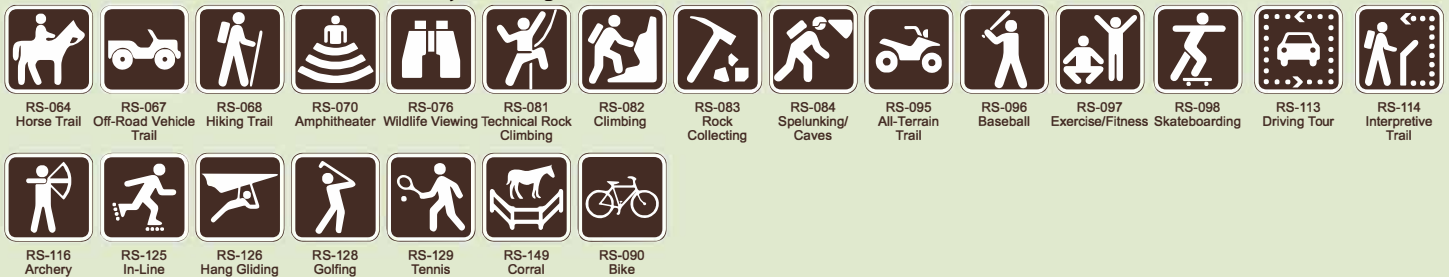 RS-064 RS-067 RS-068 RS-070 RS-076 RS-081 RS-082 RS-083 RS-084 RS-095 RS-096 RS-097 RS-098 RS-113 RS-114
Horse Trail Off-Road Vehicle Hiking Trail Amphitheater Wildlife Viewing Technical Rock Climbing Rock Spelunking/ All-Terrain Baseball Exercise/Fitness Skateboarding Driving Tour Interpretive
Trail Climbing Collecting Caves Trail Trail
RS-116 RS-125 RS-126 RS-128 RS-129 RS-149 RS-090
Archery In-Line Hang Gliding Golfing Tennis Corral Bike